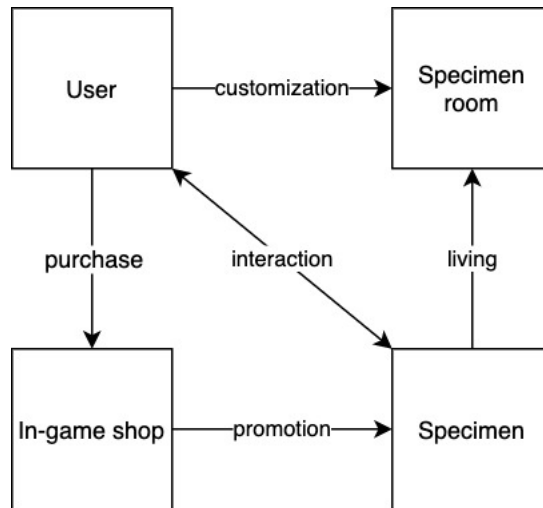 User
customization
Specimen
room
purchase
interaction
living
In-game shop
promotion
Specimen